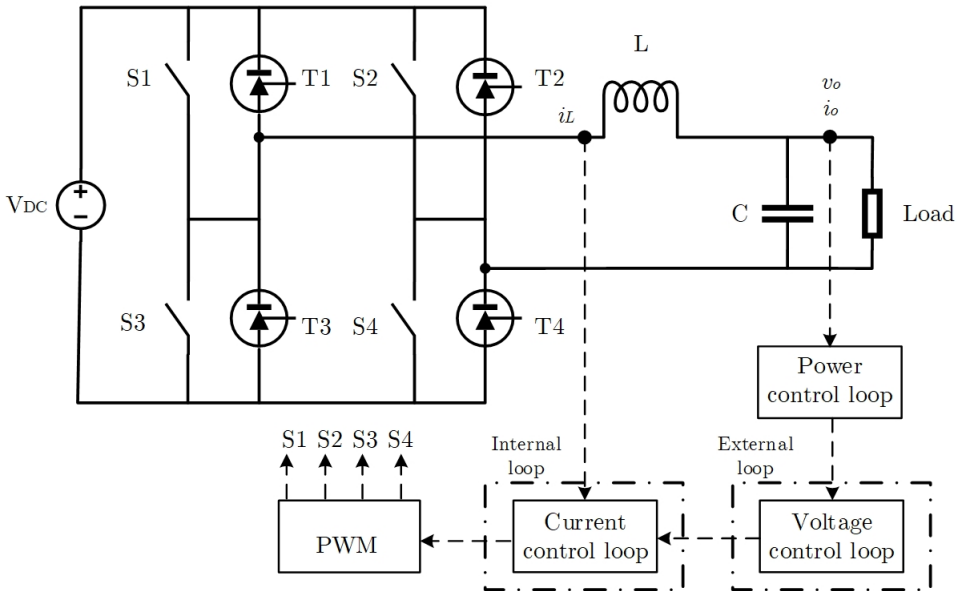 L
S1
T1
S2
T2
iL
vo
io
+
−
VDC
C
Load
S3
T3
S4
T4
Power
control loop
S1 S2 S3 S4
Internal
loop
External
loop
PWM
Current
control loop
Voltage
control loop